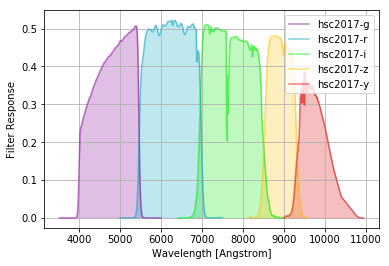 0.5
0.4
0.3
0.2
0.1
0.0
Filter Response
hsc2017-g
hsc2017-r
hsc2017-i
hsc2017-z
hsc2017-y
4000 5000 6000 7000 8000 9000 10000 11000
Wavelength [Angstrom]